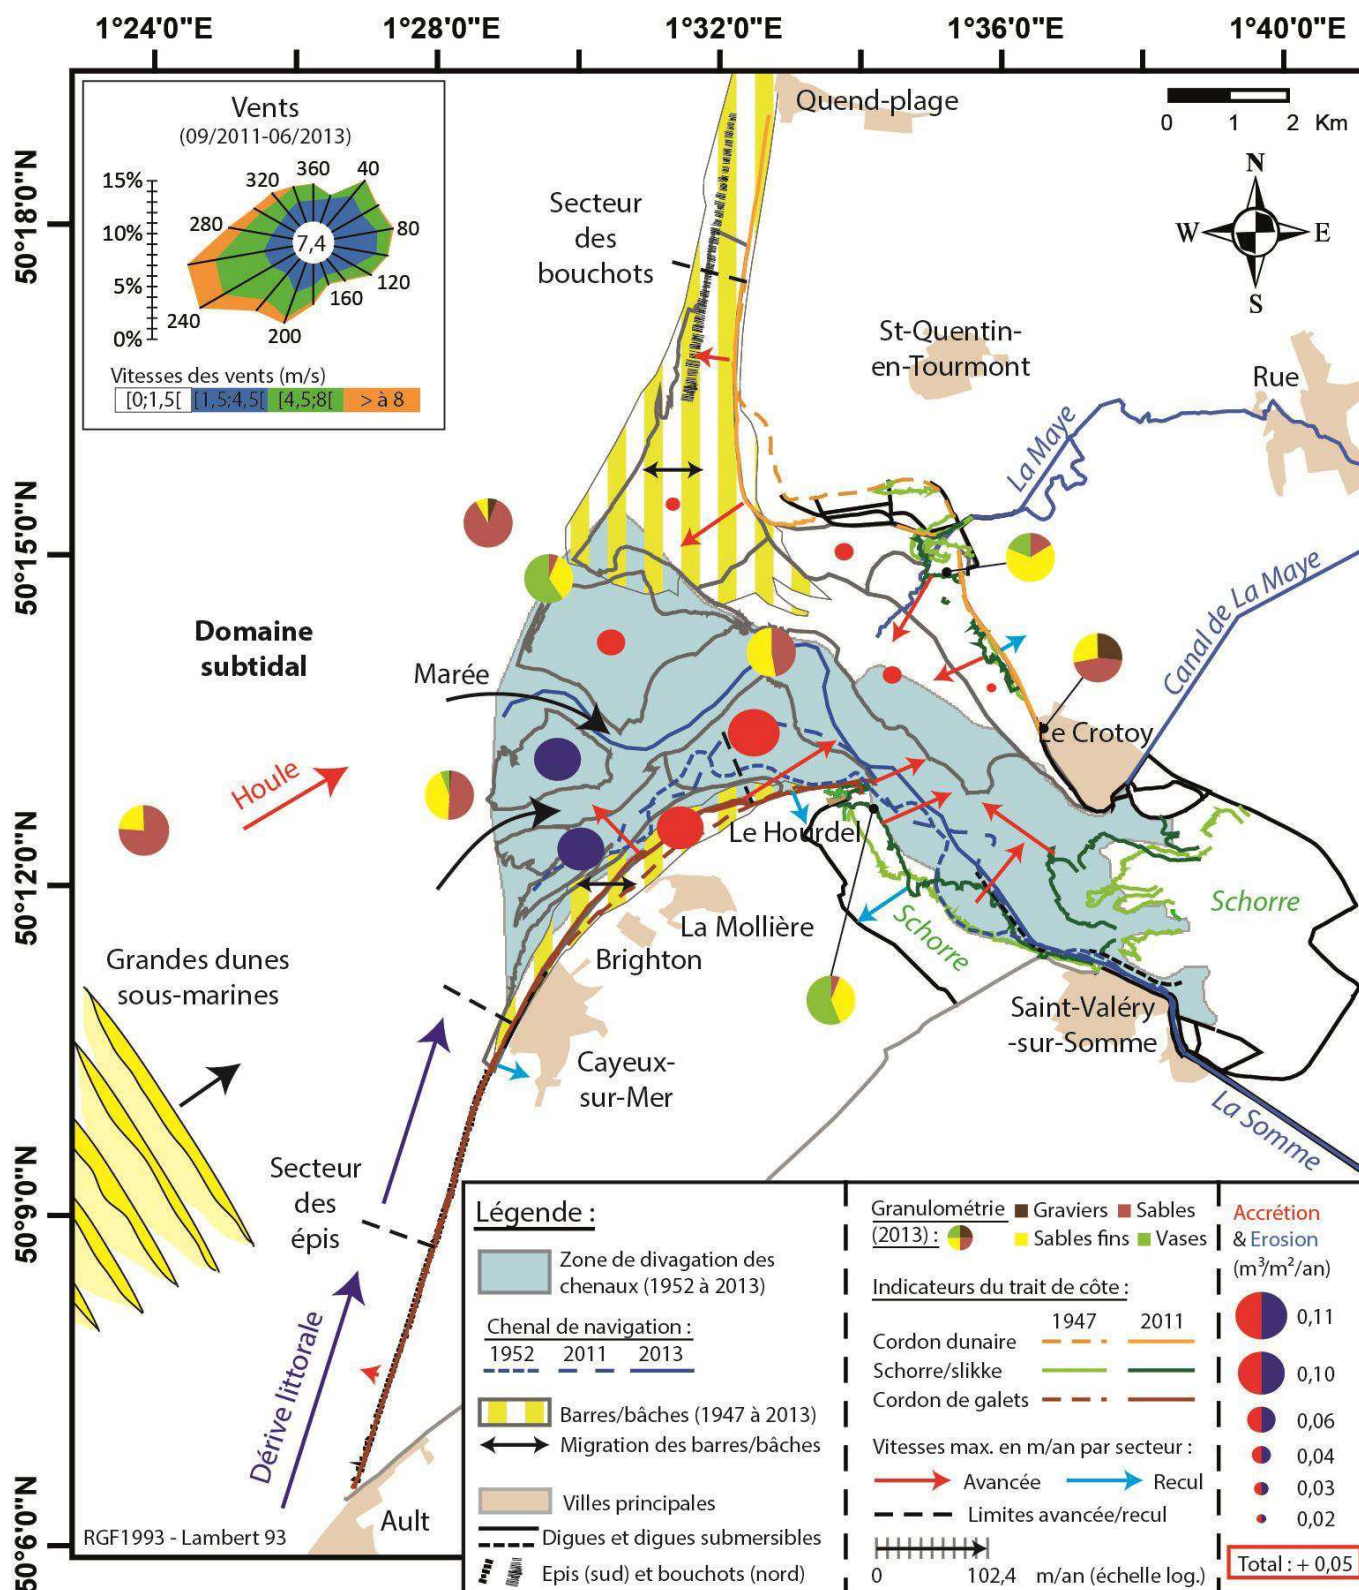 1°24'0"E
1°28'0"E
1°32'0"E
1°36'0"E
1°40'0"E
50°18'0"N
50°15'0"N
50°12'0"N
50°9'0"N
50°6'0"N
Vents
(09/2011-06/2013)
15%
10%
5%
0%
320
360
40
280
80
7,4
120
160
240
200
Vitesses des vents (m/s)
[0;1,5[ [1,5;4,5[ [4,5;8[ > à 8
Quend-plage
0 1 2 Km
N
W E
S
Secteur
des
bouchots
St-Quentin-
en-Tourmont
Rue
La Maye
Canal de La Maye
Domaine
subtidal
Marée
Houle
Le Crotoy
Le Hourdel
Schorre
Schorre
La Mollière
Brighton
Grandes dunes
sous-marines
Saint-Valéry
-sur-Somme
Cayeux-
sur-Mer
La Somme
Secteur
des
épis
Dérive littorale
Ault
RGF1993 - Lambert 93
Légende :
Zone de divagation des
chenaux (1952 à 2013)
Chenal de navigation :
1952 2011 2013
Barres/bâches (1947 à 2013)
Migration des barres/bâches
Villes principales
Digues et digues submersibles
Epis (sud) et bouchots (nord)
Granulométrie
(2013) :
Graviers Sables
Sables fins Vases
Indicateurs du trait de côte :
1947 2011
Cordon dunaire
Schorre/slikke
Cordon de galets
Vitesses max. en m/an par secteur :
Avancée Recul
Limites avancée/recul
0 102,4 m/an (échelle log.)
Accrétion
& Erosion
(m³/m²/an)
0,11
0,10
0,06
0,04
0,03
0,02
Total : + 0,05